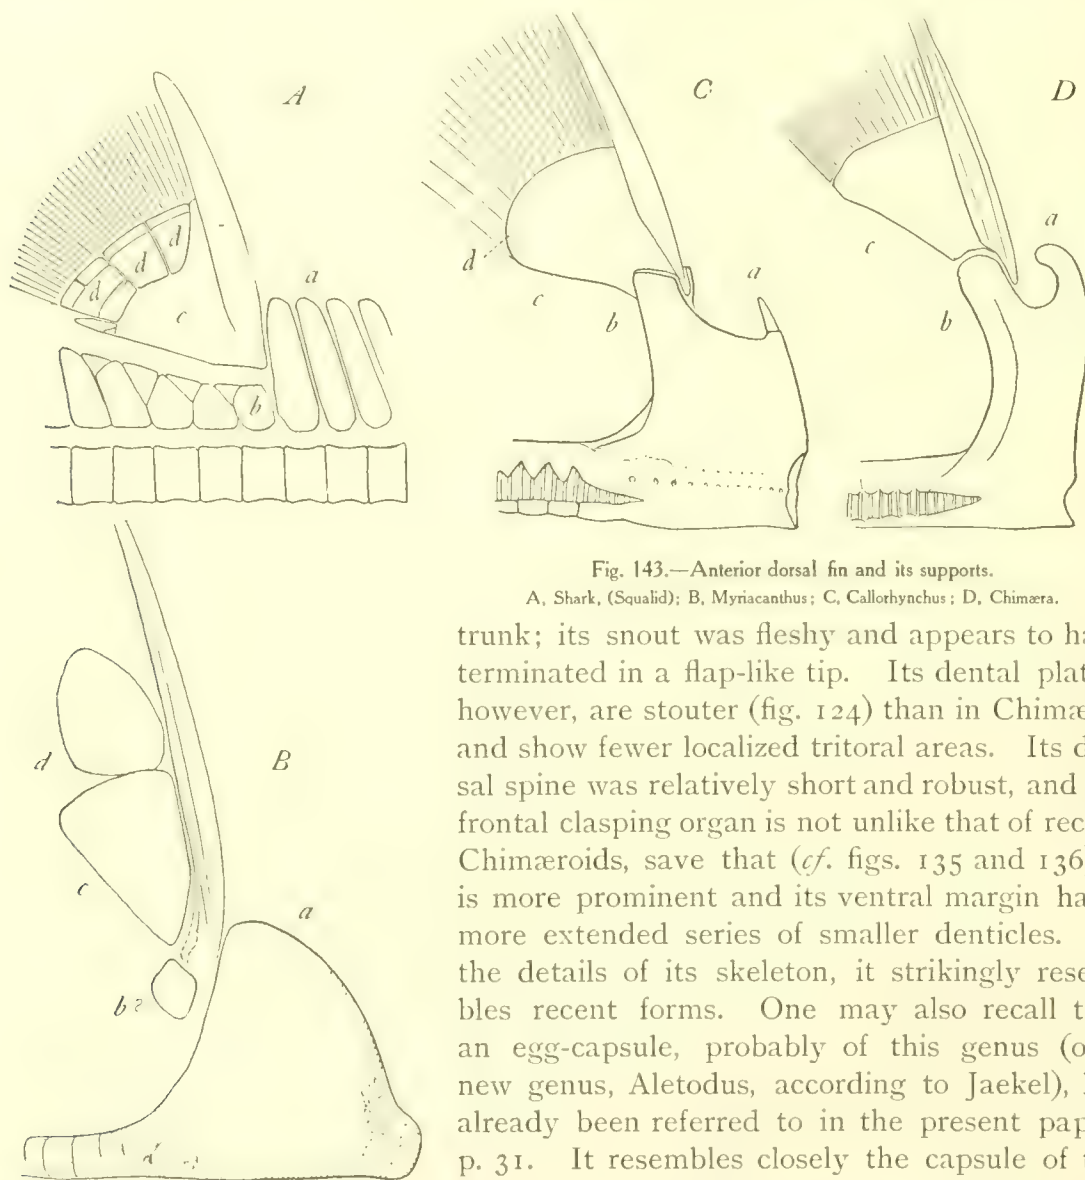 A
a
d
d
d
c
b
C
a
d
c
b
D
a
c
b
Fig. 143.—Anterior dorsal fin and its supports.
A, Shark, (Squalid); B, Myriacanthus; C, Callorhynchus; D, Chimæra.
B
d
c
a
b?
trunk; its snout was fleshy and appears to ha
terminated in a flap-like tip. Its dental plat
however, are stouter (fig. 124) than in Chimæ
and show fewer localized tritoral areas. Its d
sal spine was relatively short and robust, and
frontal clasping organ is not unlike that of rec
Chimæroids, save that (cf. figs. 135 and 136
is more prominent and its ventral margin ha
more extended series of smaller denticles.
the details of its skeleton, it strikingly rese
bles recent forms. One may also recall t
an egg-capsule, probably of this genus (o
new genus, Aletodus, according to Jaekel),
already been referred to in the present pap
p. 31. It resembles closely the capsule of t